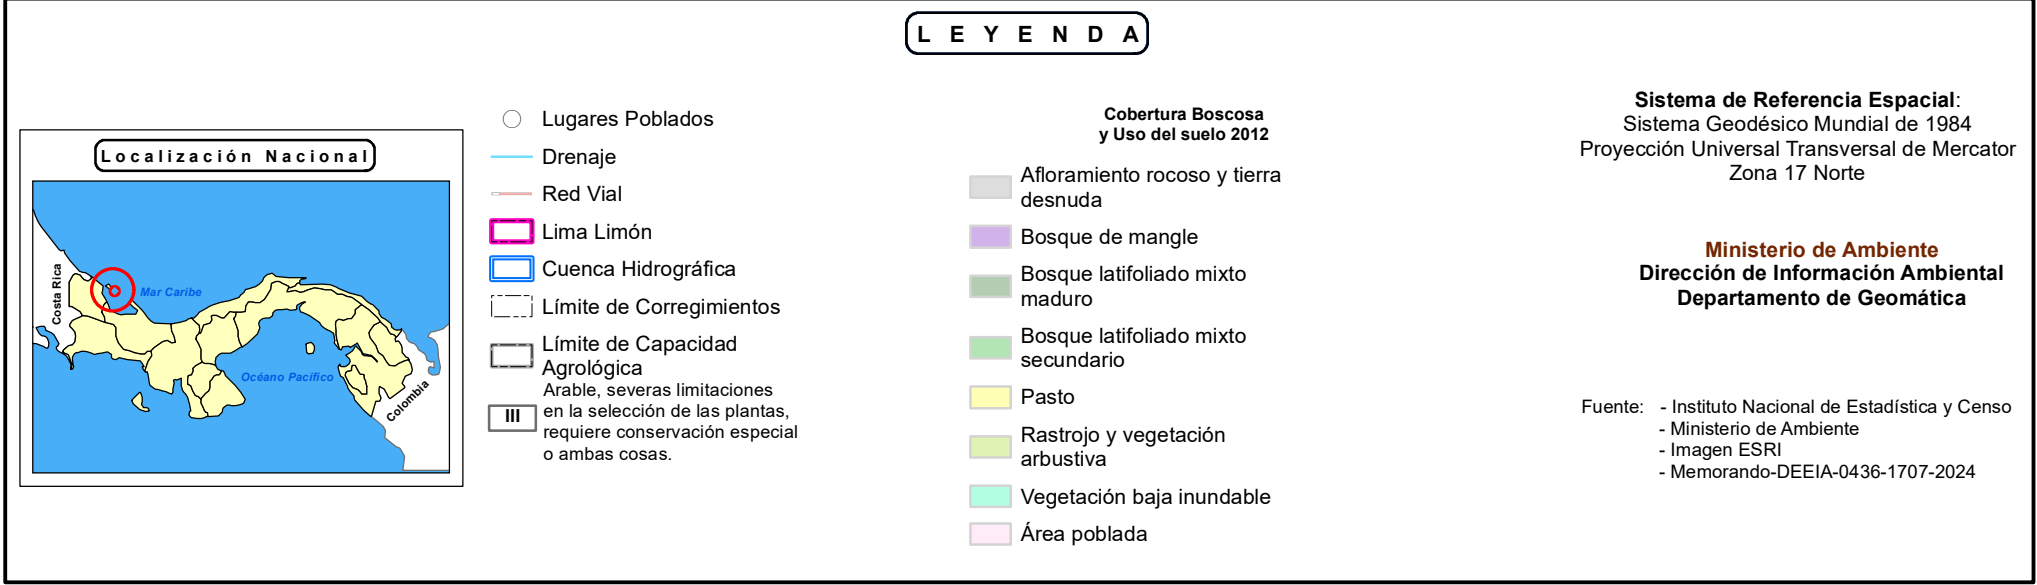 L E Y E N D A
Localización Nacional
Costa Rica
Mar Caribe
Océano Pacífico
Colombia
Lugares Poblados
Drenaje
Red Vial
Lima Limón
Cuenca Hidrográfica
Límite de Corregimientos
Límite de Capacidad
Agrológica
III
Arable, severas limitaciones
en la selección de las plantas,
requiere conservación especial
o ambas cosas.
Cobertura Boscosa
y Uso del suelo 2012
Afloramiento rocoso y tierra
desnuda
Bosque de mangle
Bosque latifoliado mixto
maduro
Bosque latifoliado mixto
secundario
Pasto
Rastrojo y vegetación
arbustiva
Vegetación baja inundable
Área poblada
Sistema de Referencia Espacial:
Sistema Geodésico Mundial de 1984
Proyección Universal Transversal de Mercator
Zona 17 Norte
Ministerio de Ambiente
Dirección de Información Ambiental
Departamento de Geomática
Fuente: - Instituto Nacional de Estadística y Censo
- Ministerio de Ambiente
- Imagen ESRI
- Memorando-DEEIA-0436-1707-2024